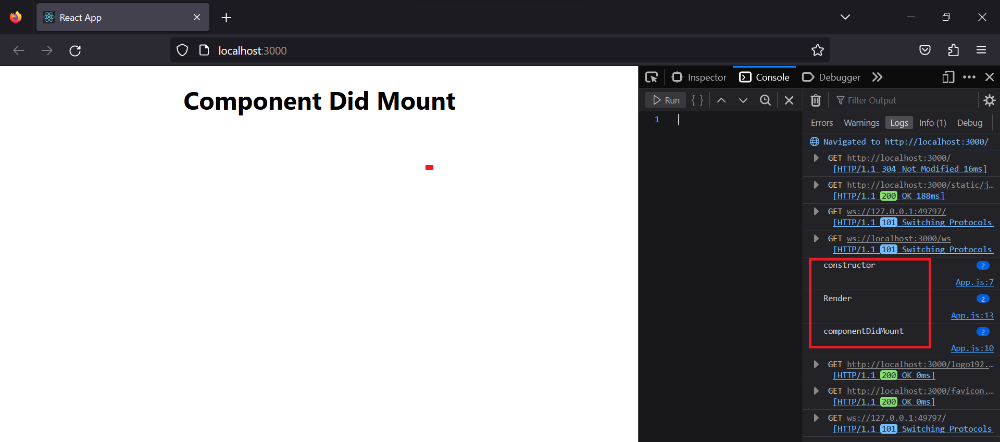 React App
localhost:3000
Component Did Mount
Inspector
Console
Debugger
Run
{ }
Filter Output
1
Errors Warnings Logs Info (1) Debug
Navigated to http://localhost:3000/
GET http://localhost:3000/
[HTTP/1.1 304 Not Modified 16ms]
GET http://localhost:3000/static/j…
[HTTP/1.1 200 OK 188ms]
GET ws://127.0.0.1:49797/
[HTTP/1.1 101 Switching Protocols
GET ws://localhost:3000/ws
[HTTP/1.1 101 Switching Protocols
constructor 2
App.js:7
Render 2
App.js:13
componentDidMount 2
App.js:10
GET http://localhost:3000/logo192.…
[HTTP/1.1 200 OK 0ms]
GET http://localhost:3000/favicon.…
[HTTP/1.1 200 OK 0ms]
GET ws://127.0.0.1:49797/
[HTTP/1.1 101 Switching Protocols